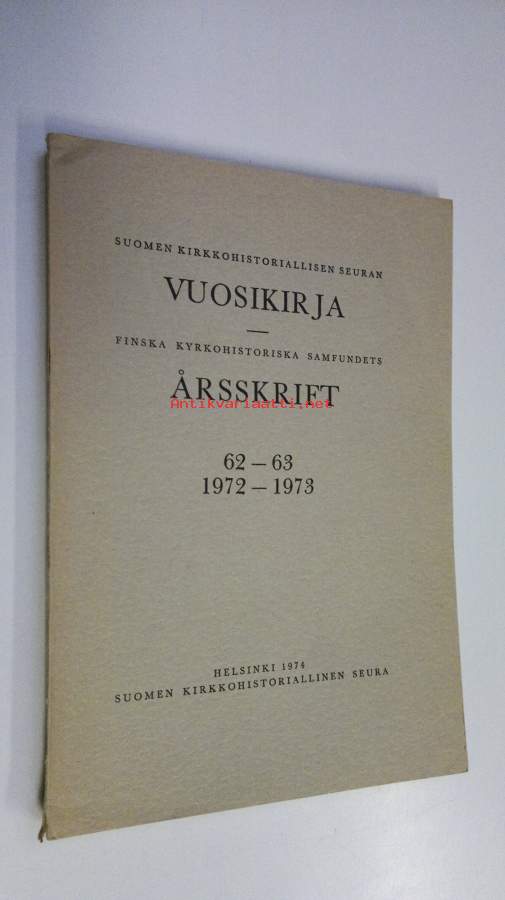 SUOMEN KIRKKOHISTORIALLISEN SEURAN
VUOSIKIRJA
—
FINSKA KYRKOHISTORISKA SAMFUNDETS
ÅRSSKRIFT
Antikvariaatti.net
62 – 63
1972 – 1973
HELSINKI 1974
SUOMEN KIRKKOHISTORIALLINEN SEURA